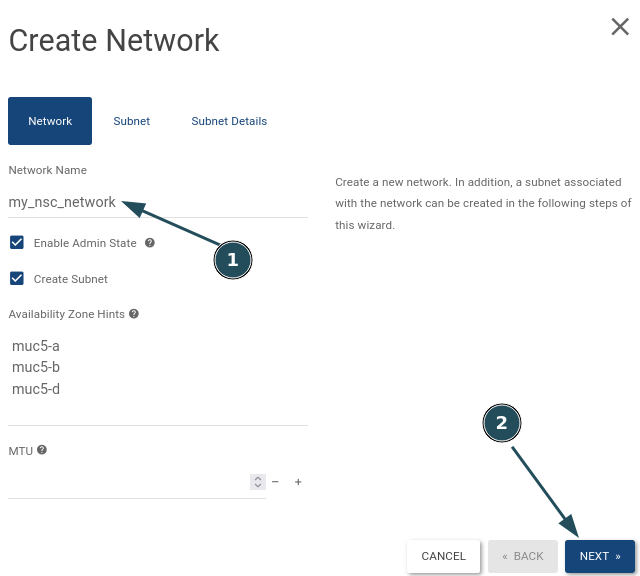 Create Network
Network
Subnet
Subnet Details
Network Name
my_nsc_network
1
Enable Admin State
Create Subnet
Availability Zone Hints
muc5-a
muc5-b
muc5-d
MTU
− +
Create a new network. In addition, a subnet associated
with the network can be created in the following steps of
this wizard.
2
CANCEL
« BACK
NEXT »